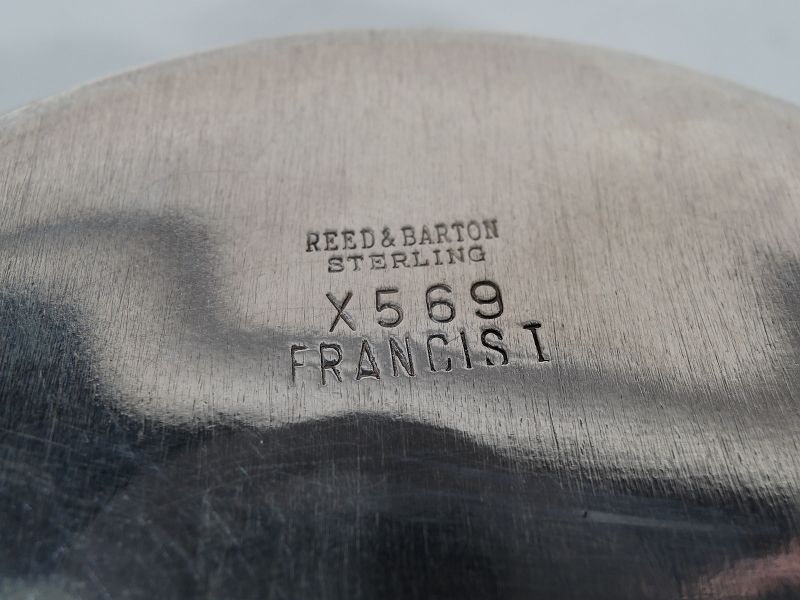 REED & BARTON
STERLING
X569
FRANCIS I